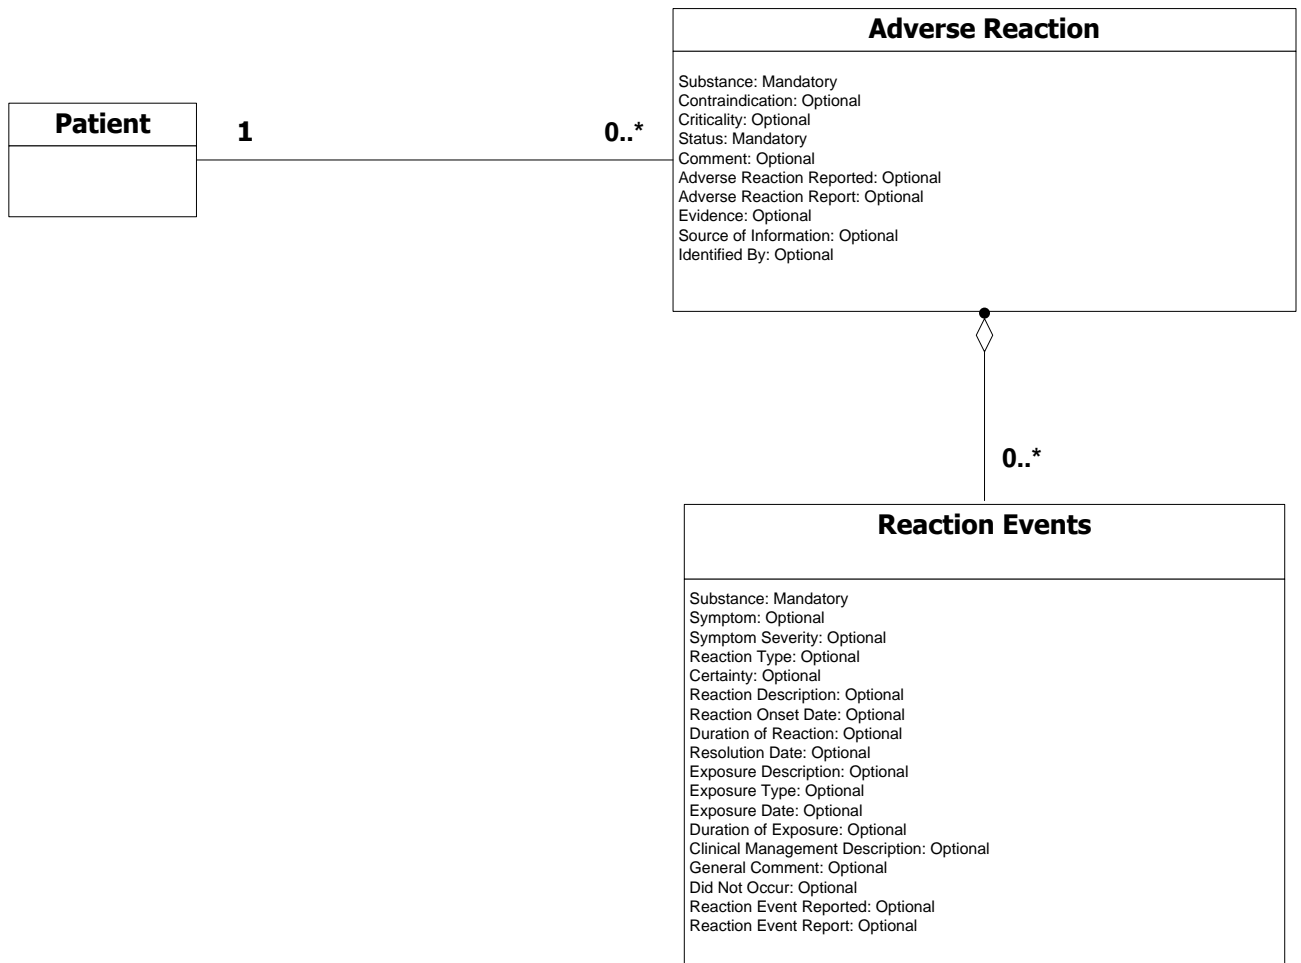 Adverse Reaction
Substance: Mandatory
Contraindication: Optional
Criticality: Optional
Status: Mandatory
Comment: Optional
Adverse Reaction Reported: Optional
Adverse Reaction Report: Optional
Evidence: Optional
Source of Information: Optional
Identified By: Optional
Patient
1
0..*
0..*
Reaction Events
Substance: Mandatory
Symptom: Optional
Symptom Severity: Optional
Reaction Type: Optional
Certainty: Optional
Reaction Description: Optional
Reaction Onset Date: Optional
Duration of Reaction: Optional
Resolution Date: Optional
Exposure Description: Optional
Exposure Type: Optional
Exposure Date: Optional
Duration of Exposure: Optional
Clinical Management Description: Optional
General Comment: Optional
Did Not Occur: Optional
Reaction Event Reported: Optional
Reaction Event Report: Optional